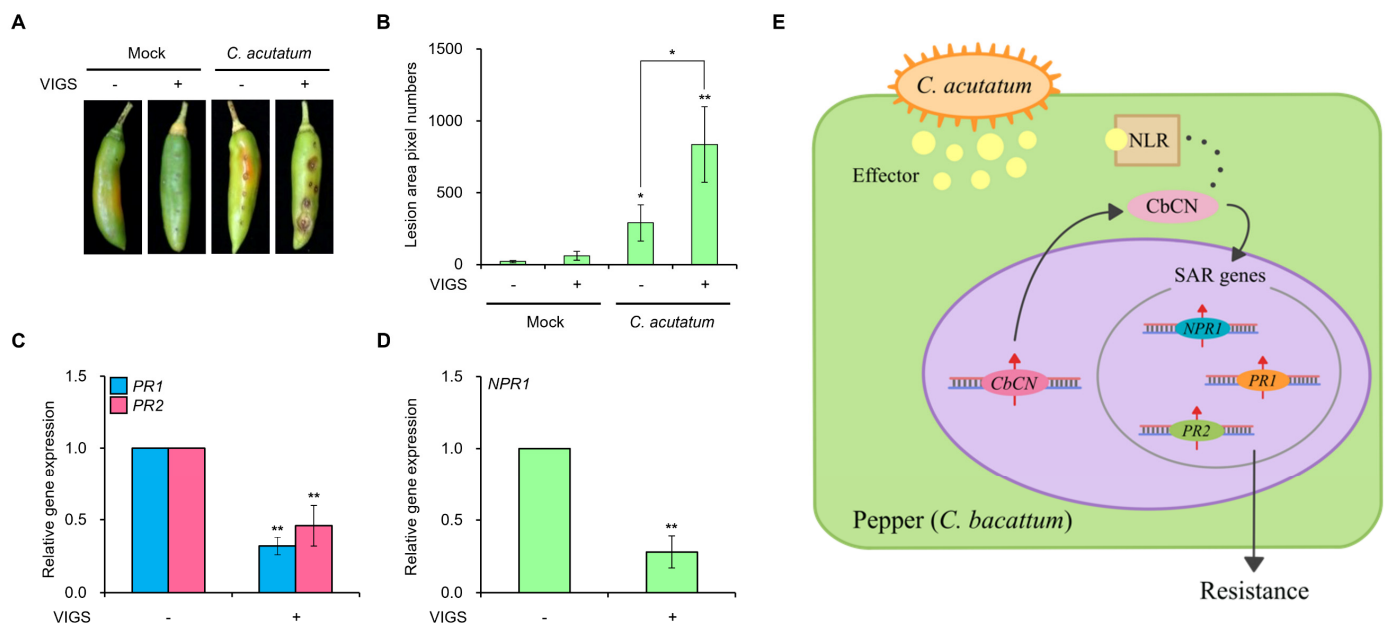 A
Mock
C. acutatum
VIGS - + - +
B
Lesion area pixel numbers
1500
1000
500
0
*
**
*
VIGS - + - +
Mock
C. acutatum
C
Relative gene expression
1.5
1.0
0.5
0.0
PR1
PR2
**
**
VIGS - +
D
Relative gene expression
1.5
1.0
0.5
0.0
NPR1
**
VIGS - +
E
C. acutatum
Effector
NLR
CbCN
SAR genes
NPR1
CbCN
PR1
PR2
Pepper (C. bacattum)
Resistance